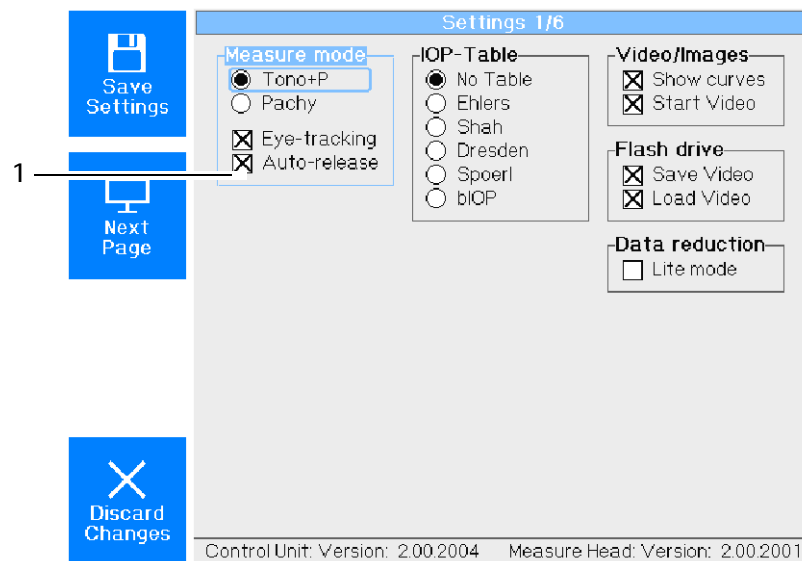 Settings 1/6
Save
Settings
Next
Page
Discard
Changes
1
Measure mode
Tono+P
Pachy
Eye-tracking
Auto-release
IOP-Table
No Table
Ehlers
Shah
Dresden
Spoerl
bIOP
Video/Images
Show curves
Start Video
Flash drive
Save Video
Load Video
Data reduction
Lite mode
Control Unit: Version: 2.00.2004 Measure Head: Version: 2.00.2001